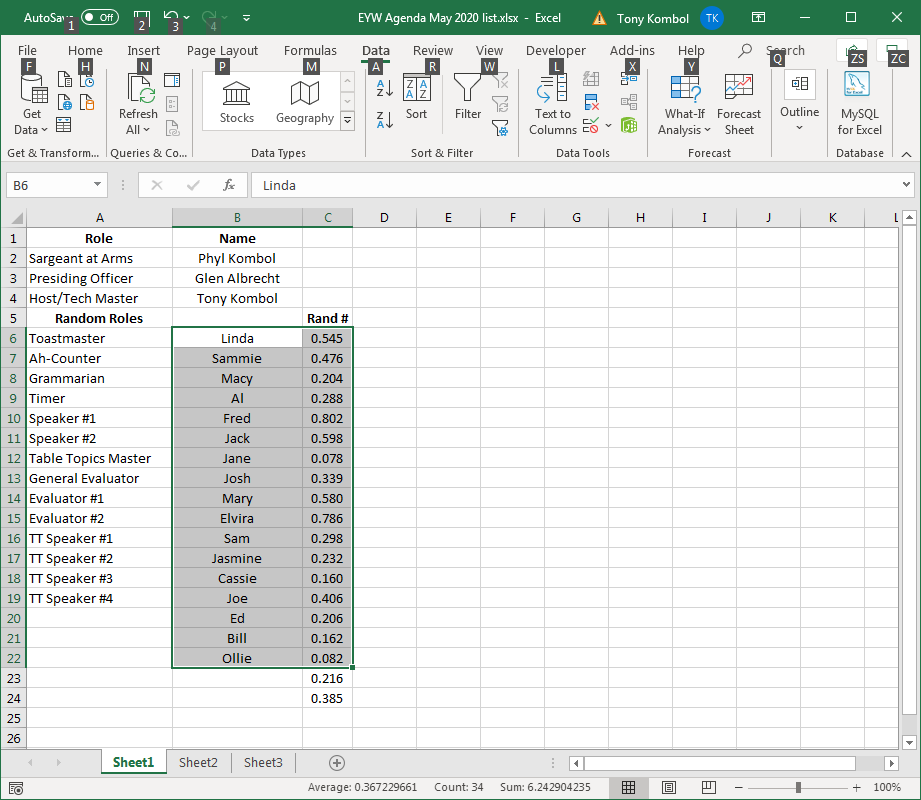 AutoSave Off EYW Agenda May 2020 list.xlsx - Excel Tony Kombol TK
1 2 3 4
File Home Insert Page Layout Formulas Data Review View Developer Add-ins Help Search
F H N P M A R W L X Y Q ZS ZC
Get Data
Refresh All
Stocks Geography
Sort
Filter
Text to Columns
What-If Analysis
Forecast Sheet
Outline
MySQL for Excel
Get & Transform... Queries & Co... Data Types Sort & Filter Data Tools Forecast Database
B6 fx Linda
A B C D E F G H I J K L
1 Role Name
2 Sargeant at Arms Phyl Kombol
3 Presiding Officer Glen Albrecht
4 Host/Tech Master Tony Kombol
5 Random Roles Rand #
6 Toastmaster Linda 0.545
7 Ah-Counter Sammie 0.476
8 Grammarian Macy 0.204
9 Timer Al 0.288
10 Speaker #1 Fred 0.802
11 Speaker #2 Jack 0.598
12 Table Topics Master Jane 0.078
13 General Evaluator Josh 0.339
14 Evaluator #1 Mary 0.580
15 Evaluator #2 Elvira 0.786
16 TT Speaker #1 Sam 0.298
17 TT Speaker #2 Jasmine 0.232
18 TT Speaker #3 Cassie 0.160
19 TT Speaker #4 Joe 0.406
20 Ed 0.206
21 Bill 0.162
22 Ollie 0.082
23 0.216
24 0.385
25
26
Sheet1 Sheet2 Sheet3
Average: 0.367229661 Count: 34 Sum: 6.242904235 100%